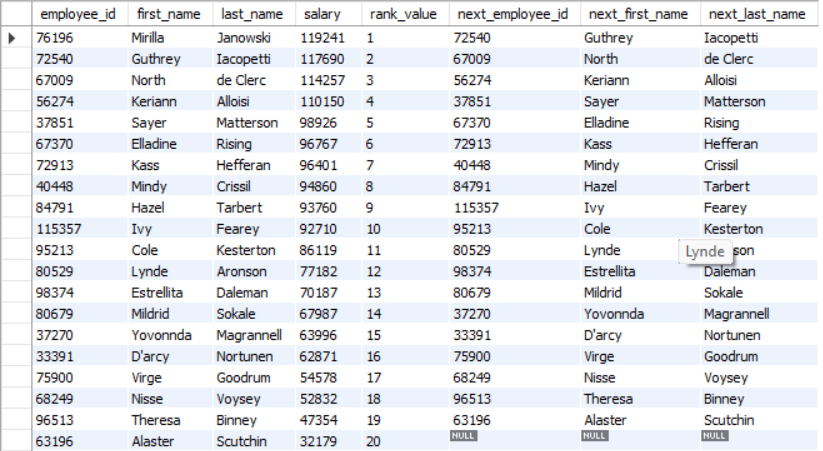 employee_id first_name last_name salary rank_value next_employee_id next_first_name next_last_name
76196 Mirilla Janowski 119241 1 72540 Guthrey Iacopetti
72540 Guthrey Iacopetti 117690 2 67009 North de Clerc
67009 North de Clerc 114257 3 56274 Keriann Alloisi
56274 Keriann Alloisi 110150 4 37851 Sayer Matterson
37851 Sayer Matterson 98926 5 67370 Elladine Rising
67370 Elladine Rising 96767 6 72913 Kass Hefferan
72913 Kass Hefferan 96401 7 40448 Mindy Crissil
40448 Mindy Crissil 94860 8 84791 Hazel Tarbert
84791 Hazel Tarbert 93760 9 115357 Ivy Fearey
115357 Ivy Fearey 92710 10 95213 Cole Kesterton
95213 Cole Kesterton 86119 11 80529 Lynde Lynde son
80529 Lynde Aronson 77182 12 98374 Estrellita Daleman
98374 Estrellita Daleman 70187 13 80679 Mildrid Sokale
80679 Mildrid Sokale 67987 14 37270 Yovonnda Magrannell
37270 Yovonnda Magrannell 63996 15 33391 D'arcy Nortunen
33391 D'arcy Nortunen 62871 16 75900 Virge Goodrum
75900 Virge Goodrum 54578 17 68249 Nisse Voysey
68249 Nisse Voysey 52832 18 96513 Theresa Binney
96513 Theresa Binney 47354 19 63196 Alaster Scutchin
63196 Alaster Scutchin 32179 20 NULL NULL NULL